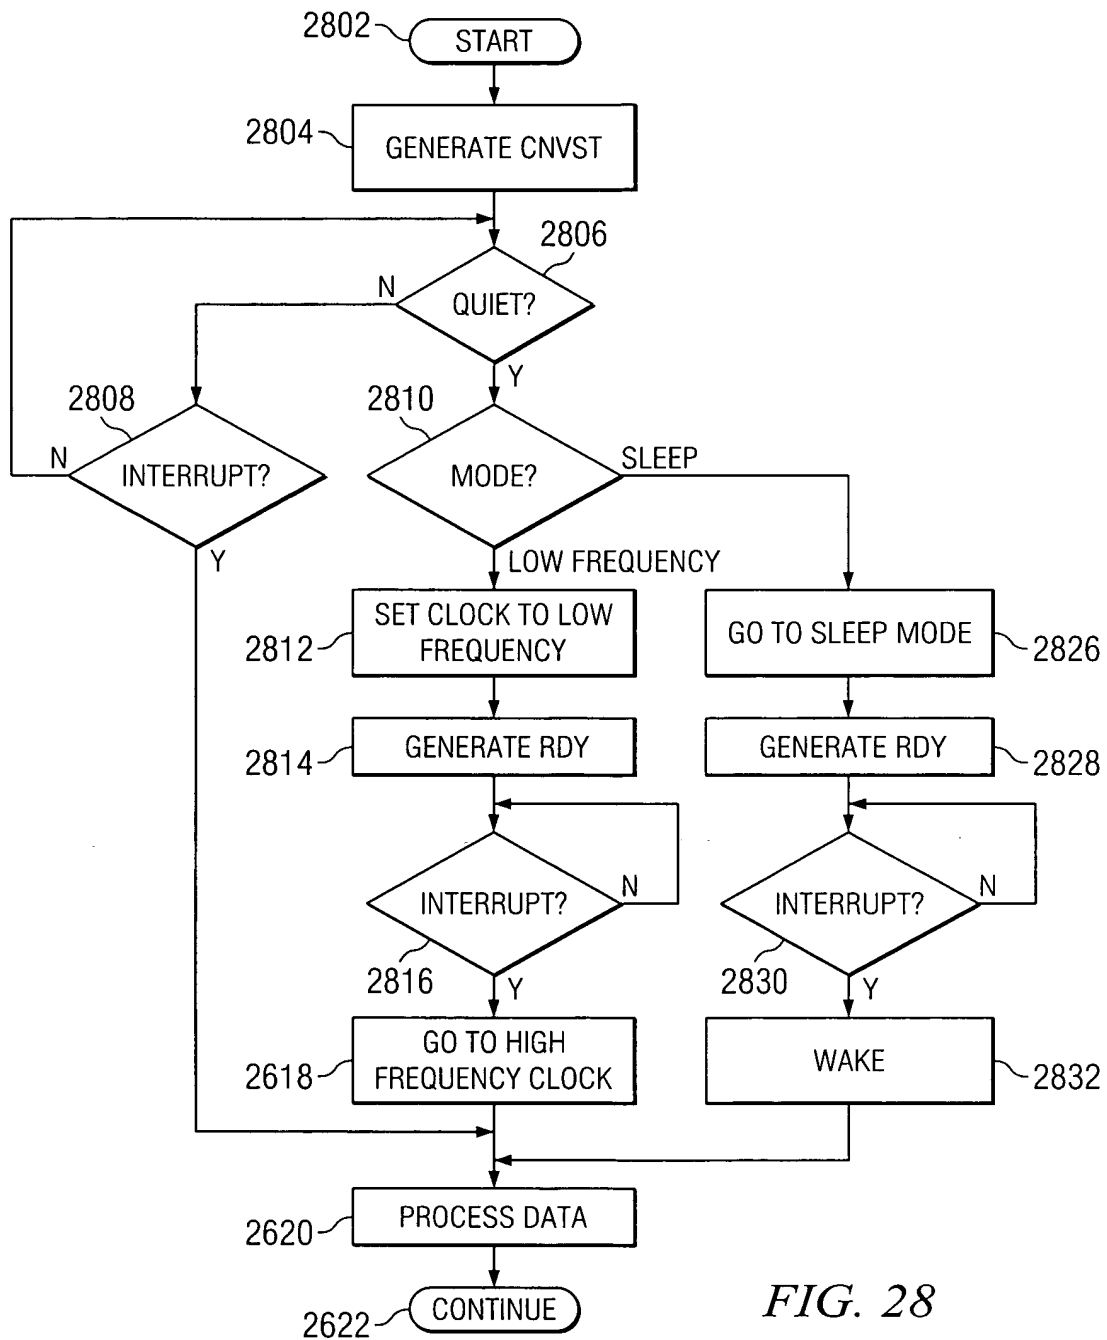 2802
START
2804
GENERATE CNVST
2806
N
QUIET?
Y
2808
2810
N
INTERRUPT?
MODE?
SLEEP
Y
LOW FREQUENCY
2812
SET CLOCK TO LOW
FREQUENCY
GO TO SLEEP MODE
2826
2814
GENERATE RDY
GENERATE RDY
2828
INTERRUPT?
N
INTERRUPT?
N
2816
Y
2830
Y
2618
GO TO HIGH
FREQUENCY CLOCK
WAKE
2832
2620
PROCESS DATA
2622
CONTINUE
FIG. 28